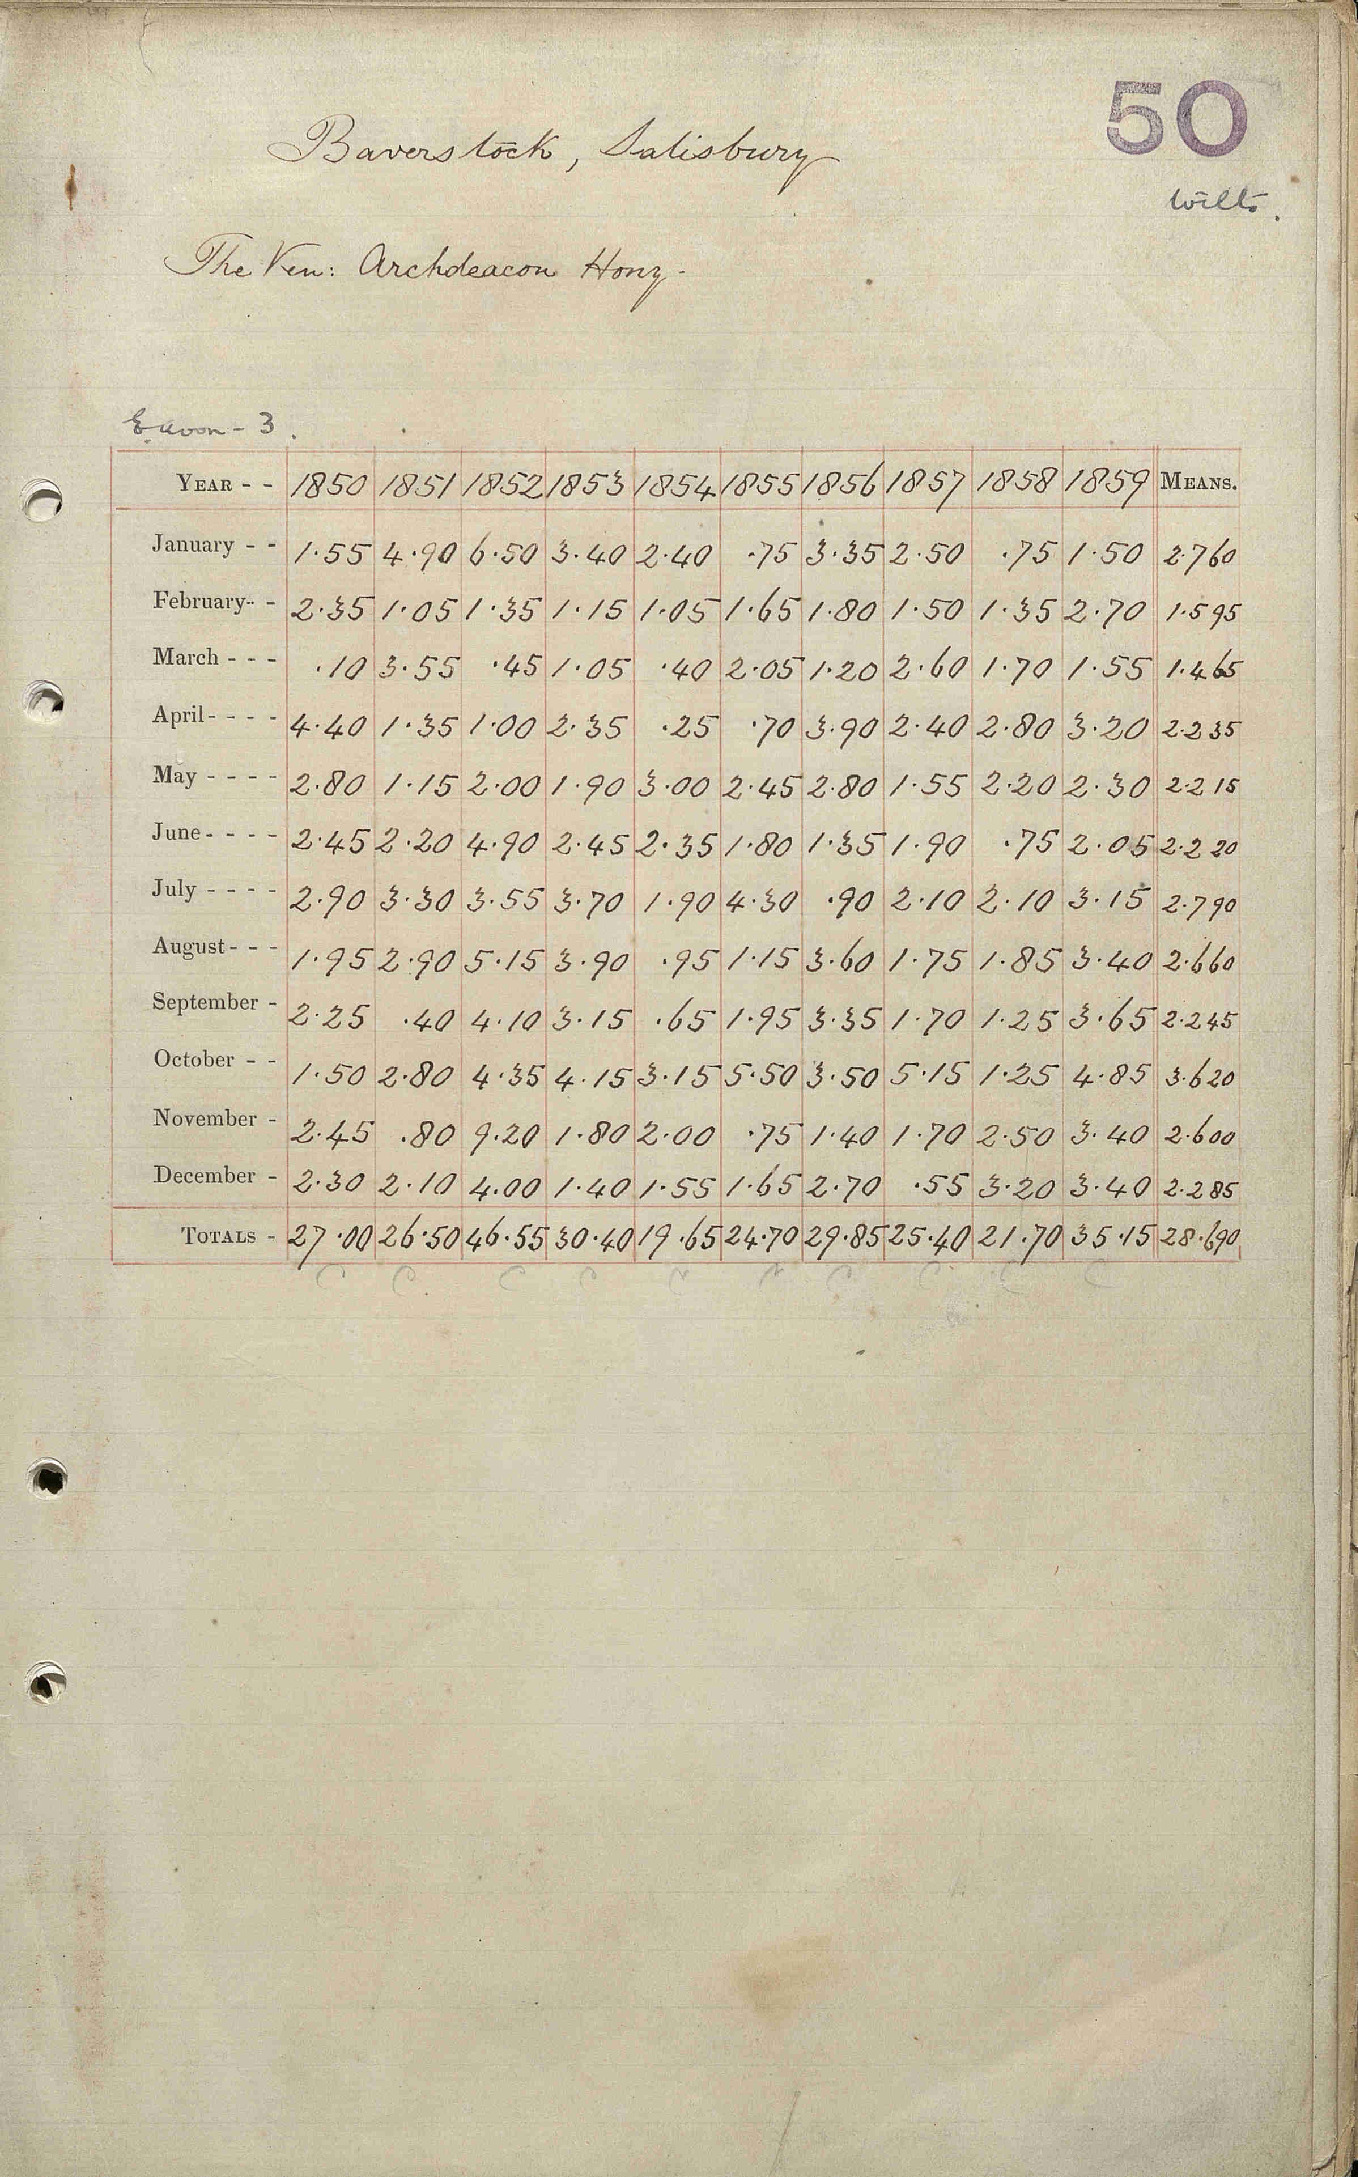 50
Baverstock, Salisbury
Wilts.
The Ven: Archdeacon Hony-
E. Avon - 3.
YEAR - - 1850 1851 1852 1853 1854 1855 1856 1857 1858 1859 MEANS.
January - - 1.55 4.90 6.50 3.40 2.40 .75 3.35 2.50 .75 1.50 2.760
February - - 2.35 1.05 1.35 1.15 1.05 1.65 1.80 1.50 1.35 2.70 1.595
March - - - .10 3.55 .45 1.05 .40 2.05 1.20 2.60 1.70 1.55 1.465
April - - - - 4.40 1.35 1.00 2.35 .25 .70 3.90 2.40 2.80 3.20 2.235
May - - - - 2.80 1.15 2.00 1.90 3.00 2.45 2.80 1.55 2.20 2.30 2.215
June - - - - 2.45 2.20 4.90 2.45 2.35 1.80 1.35 1.90 .75 2.05 2.220
July - - - - 2.90 3.30 3.55 3.70 1.90 4.30 .90 2.10 2.10 3.15 2.790
August - - - 1.95 2.90 5.15 3.90 .95 1.15 3.60 1.75 1.85 3.40 2.660
September - 2.25 .40 4.10 3.15 .65 1.95 3.35 1.70 1.25 3.65 2.245
October - - 1.50 2.80 4.35 4.15 3.15 5.50 3.50 5.15 1.25 4.85 3.620
November - 2.45 .80 9.20 1.80 2.00 .75 1.40 1.70 2.50 3.40 2.600
December - 2.30 2.10 4.00 1.40 1.55 1.65 2.70 .55 3.20 3.40 2.285
TOTALS - 27.00 26.50 46.55 30.40 19.65 24.70 29.85 25.40 21.70 35.15 28.690